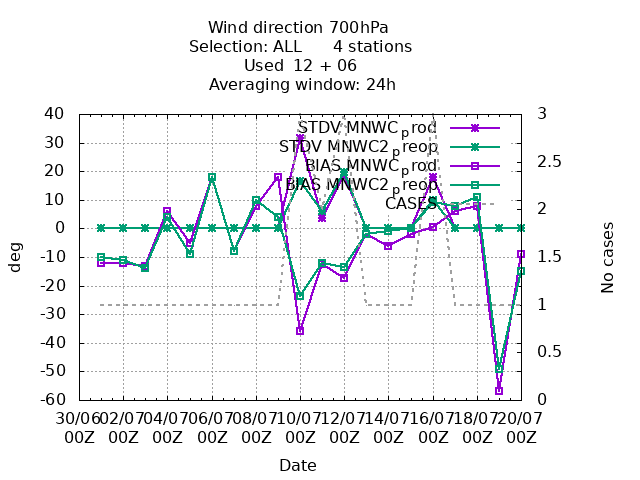 Wind direction 700hPa
Selection: ALL 4 stations
Used 12 + 06
Averaging window: 24h
STDV MNWC_prod
STDV MNWC2_preop
BIAS MNWC_prod
BIAS MNWC2_preop
CASES
40
30
20
10
0
-10
-20
-30
-40
-50
-60
deg
3
2.5
2
1.5
1
0.5
0
No cases
30/06 02/07 04/07 06/07 08/07 10/07 12/07 14/07 16/07 18/07 20/07
00Z 00Z 00Z 00Z 00Z 00Z 00Z 00Z 00Z 00Z 00Z
Date